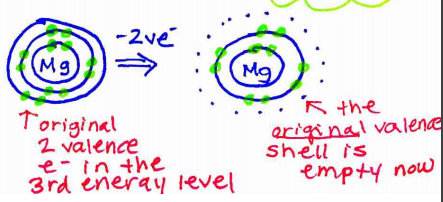 -2ve⁻
Mg
Mg
original
2 valence
e⁻ in the
3rd energy level
the
original valence
shell is
empty now